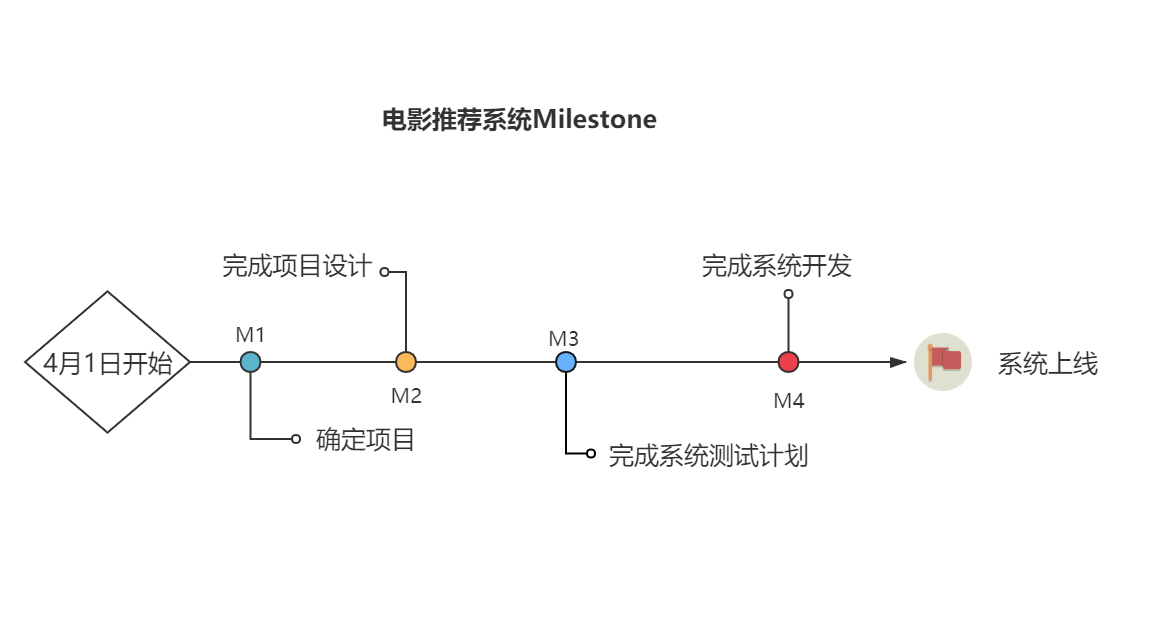 电影推荐系统Milestone
完成项目设计
完成系统开发
M1
M3
4月1日开始
系统上线
M2
M4
确定项目
完成系统测试计划